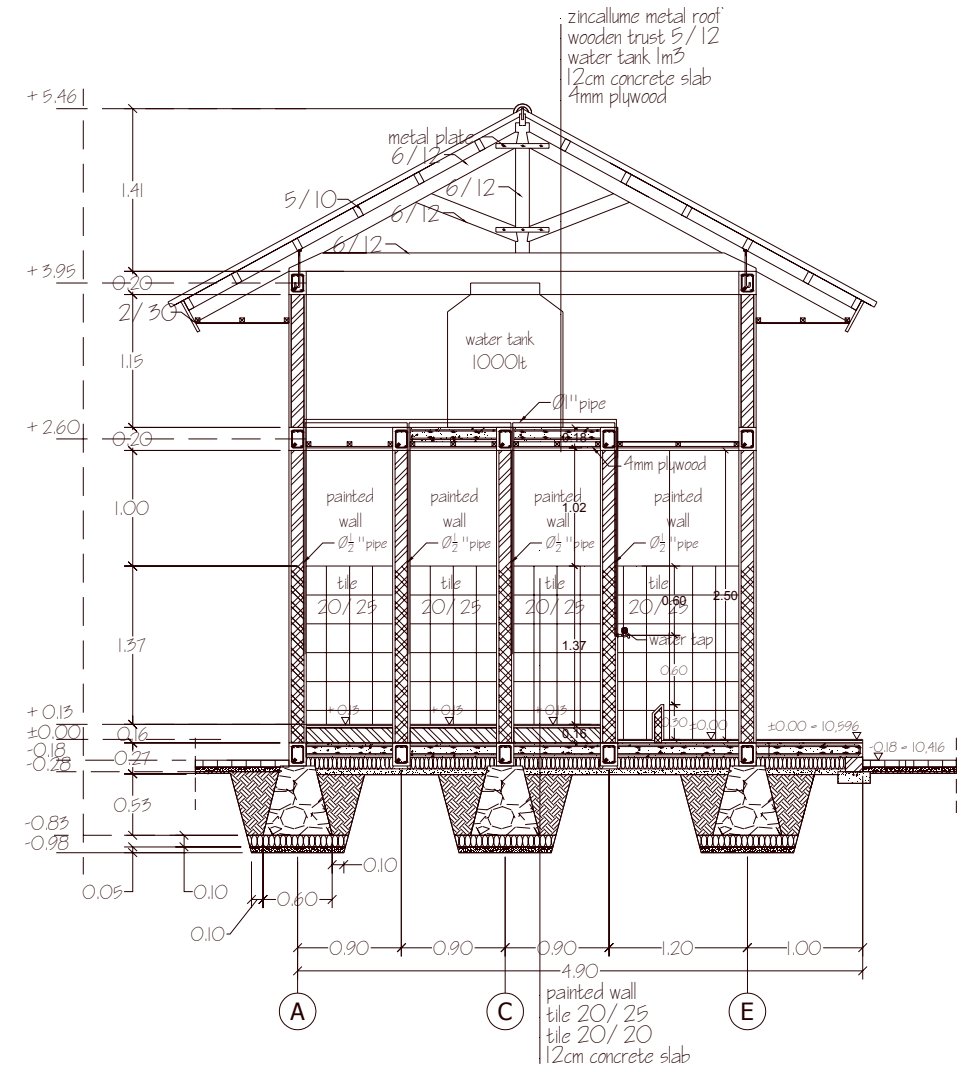 zincallume metal roof
wooden trust 5/12
water tank 1m3
12cm concrete slab
4mm plywood
+5.46
metal plate
6/12
1.41
5/10
6/12
6/12
6/12
+3.95
0.20
2/30
water tank
1000lt
1.15
Ø1"pipe
+2.60
0.20
0.18
4mm plywood
painted
wall
painted
wall
painted
wall
painted
wall
1.00
1.02
Ø½"pipe
Ø½"pipe
Ø½"pipe
Ø½"pipe
tile
20/25
tile
20/25
tile
20/25
tile
20/25
0.60
2.50
1.37
1.37
water tap
0.60
+0.13
+0.13
+0.13
+0.13
0.30
±0.00
±0.00
0.16
0.16
±0.00 = 10,596
-0.18
0.27
-0.18 = 10,416
-0.28
0.53
-0.83
-0.98
0.10
0.05
0.10
0.60
0.10
0.90
0.90
0.90
1.20
1.00
4.90
A
C
E
painted wall
tile 20/25
tile 20/20
12cm concrete slab